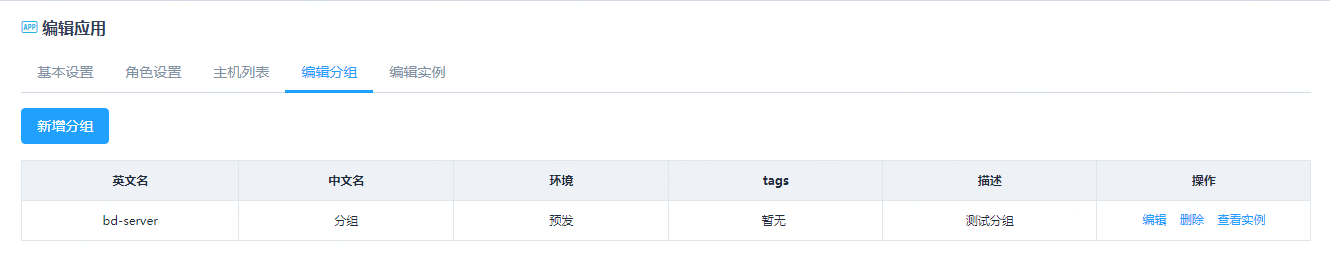 APP 编辑应用
基本设置 角色设置 主机列表 编辑分组 编辑实例
新增分组
英文名 中文名 环境 tags 描述 操作
bd-server 分组 预发 暂无 测试分组 编辑 删除 查看实例